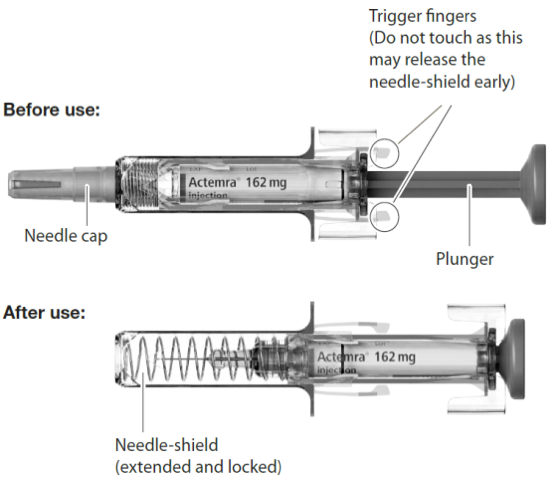 Trigger fingers
(Do not touch as this
may release the
needle-shield early)
Before use:
Actemra® 162 mg
injection
Needle cap
Plunger
After use:
Actemra® 162 mg
injection
Needle-shield
(extended and locked)